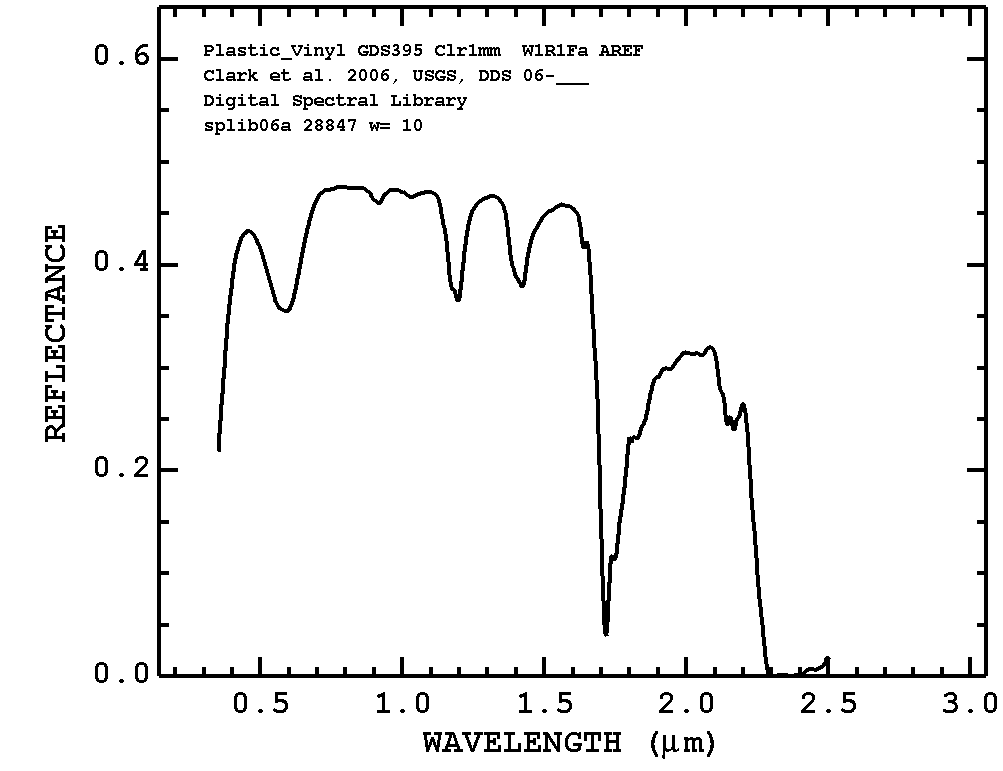 Plastic_Vinyl GDS395 Clr1mm  W1R1Fa AREF
Clark et al. 2006, USGS, DDS 06-___
Digital Spectral Library
splib06a 28847 w= 10
0.6
0.4
0.2
0.0
REFLECTANCE
0.5 1.0 1.5 2.0 2.5 3.0
WAVELENGTH (μm)